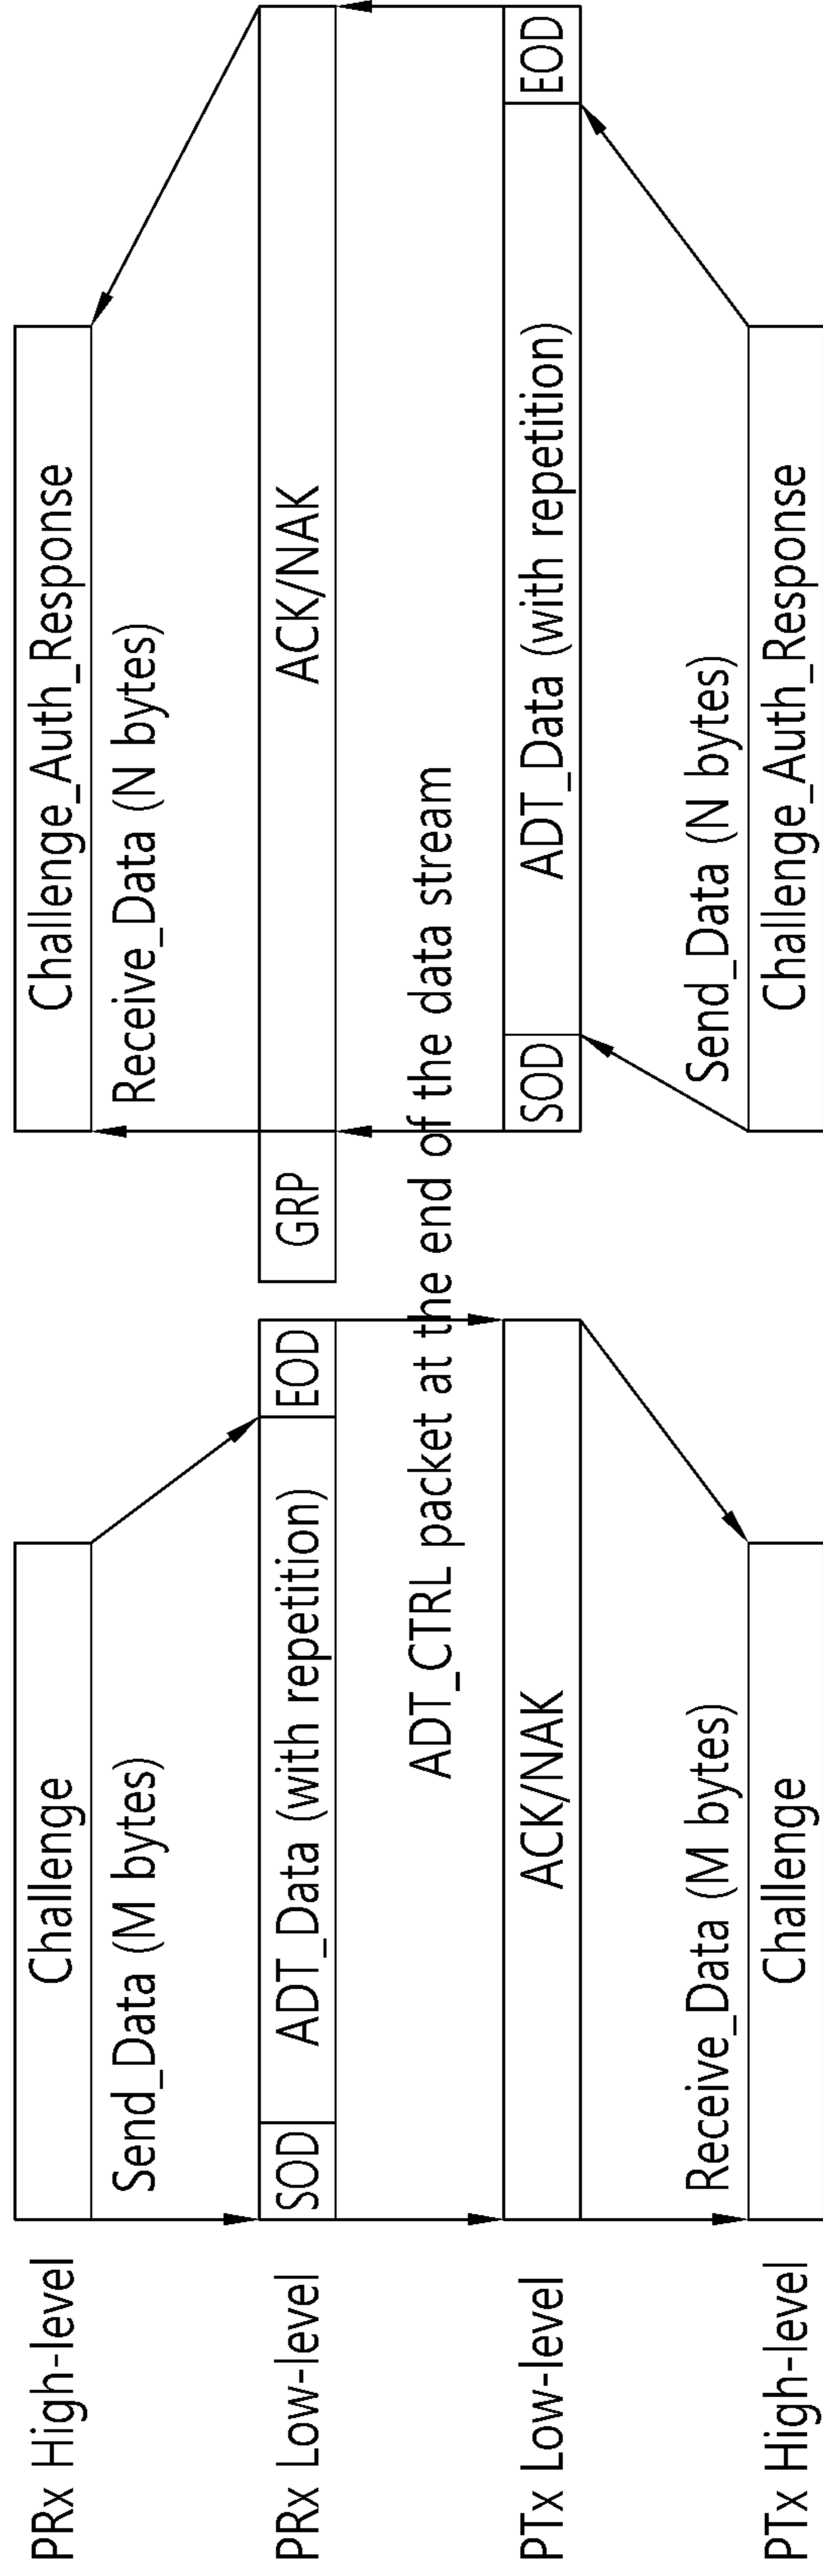 PRx High-level
Challenge
Challenge_Auth_Response
Send_Data (M bytes)
Receive_Data (N bytes)
PRx Low-level
SOD
ADT_Data (with repetition)
EOD
GRP
ACK/NAK
ADT_CTRL packet at the end of the data stream
PTx Low-level
ACK/NAK
SOD
ADT_Data (with repetition)
EOD
Receive_Data (M bytes)
Send_Data (N bytes)
PTx High-level
Challenge
Challenge_Auth_Response